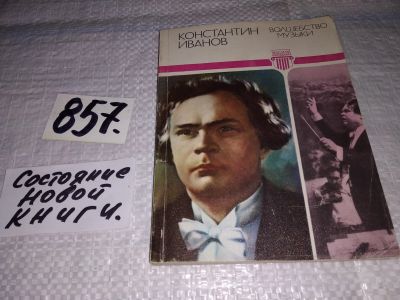 КОНСТАНТИН
ИВАНОВ
ВОЛШЕБСТВО
МУЗЫКИ
857.
Состояние
новой
книги.